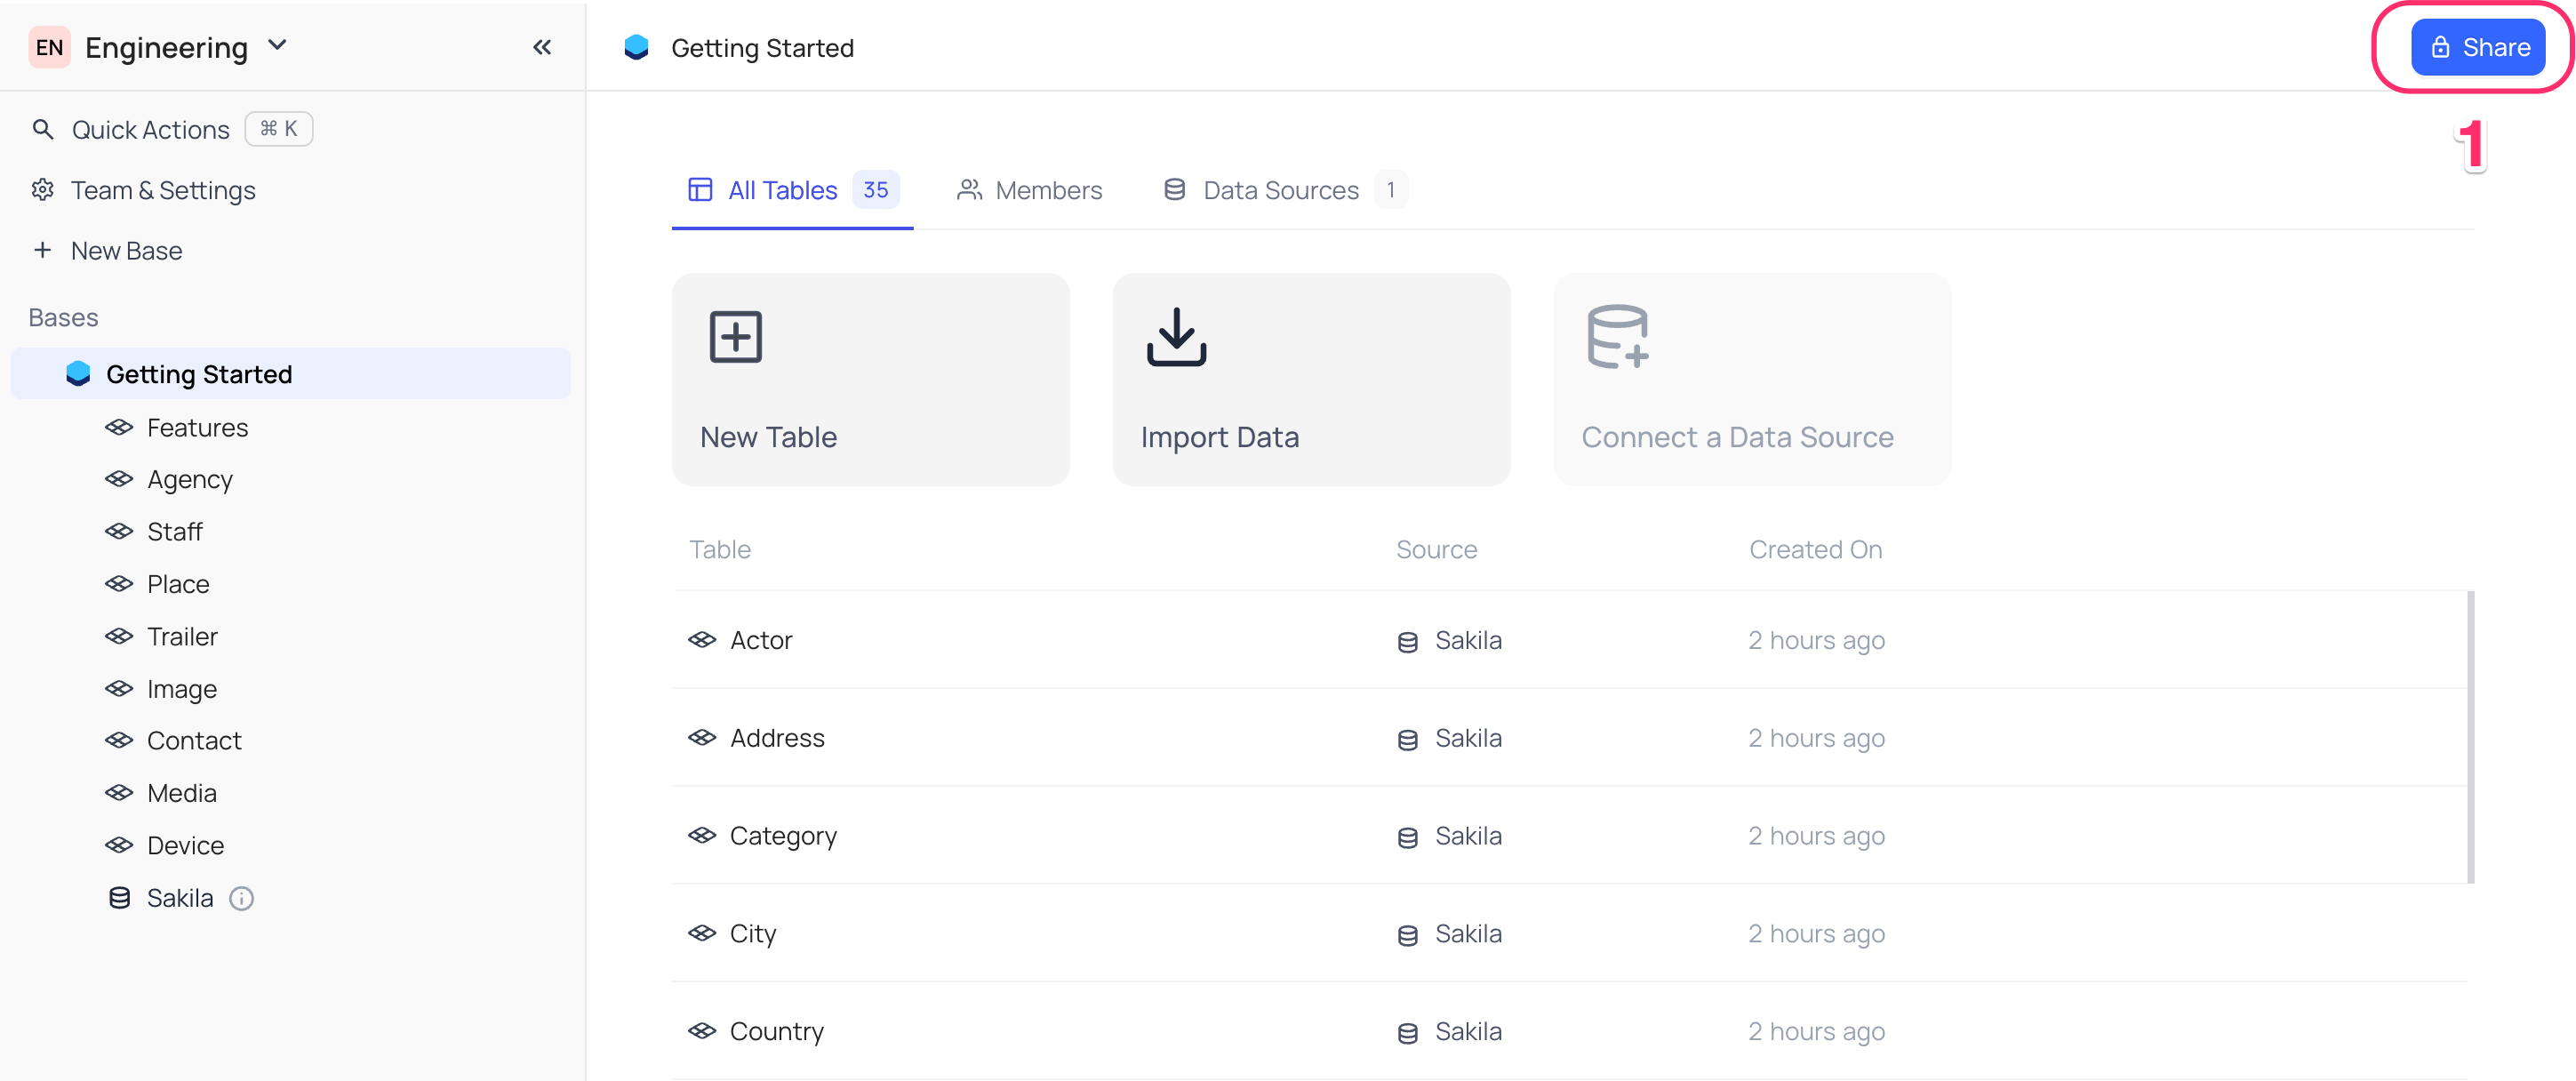 EN Engineering
Quick Actions ⌘ K
Team & Settings
New Base
Bases
Getting Started
Features
Agency
Staff
Place
Trailer
Image
Contact
Media
Device
Sakila
Getting Started
Share
1
All Tables 35 Members Data Sources 1
New Table Import Data Connect a Data Source
Table Source Created On
Actor Sakila 2 hours ago
Address Sakila 2 hours ago
Category Sakila 2 hours ago
City Sakila 2 hours ago
Country Sakila 2 hours ago